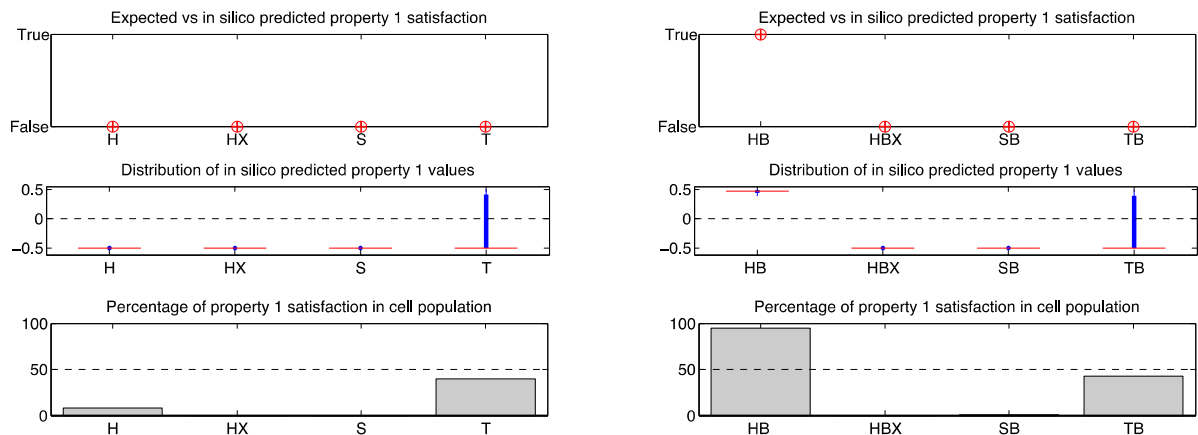 Expected vs in silico predicted property 1 satisfaction
True
False
H HX S T
Distribution of in silico predicted property 1 values
0.5
0
−0.5
H HX S T
Percentage of property 1 satisfaction in cell population
100
50
0
H HX S T
Expected vs in silico predicted property 1 satisfaction
True
False
HB HBX SB TB
Distribution of in silico predicted property 1 values
0.5
0
−0.5
HB HBX SB TB
Percentage of property 1 satisfaction in cell population
100
50
0
HB HBX SB TB